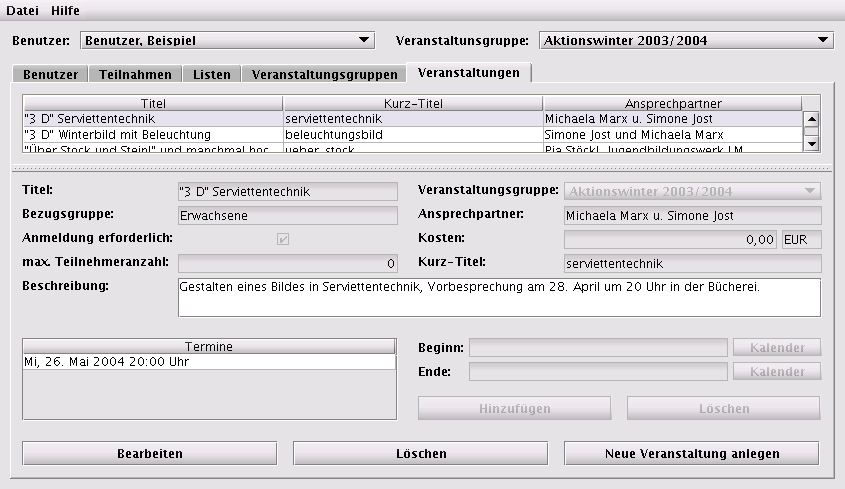 Datei Hilfe
Benutzer: Benutzer, Beispiel Veranstaltunsgruppe: Aktionswinter 2003/2004
Benutzer Teilnahmen Listen Veranstaltungsgruppen Veranstaltungen
Titel Kurz-Titel Ansprechpartner
"3 D" Serviettentechnik serviettentechnik Michaela Marx u. Simone Jost
"3 D" Winterbild mit Beleuchtung beleuchtungsbild Simone Jost und Michaela Marx
"Über Stock und Stein!" und manchmal hoc ueber_stock Pia Stöckl, Jugendbildungswerk LM
Titel: "3 D" Serviettentechnik Veranstaltungsgruppe: Aktionswinter 2003/2004
Bezugsgruppe: Erwachsene Ansprechpartner: Michaela Marx u. Simone Jost
Anmeldung erforderlich: Kosten: 0,00 EUR
max. Teilnehmeranzahl: 0 Kurz-Titel: serviettentechnik
Beschreibung: Gestalten eines Bildes in Serviettentechnik, Vorbesprechung am 28. April um 20 Uhr in der Bücherei.
Termine Beginn: Kalender
Mi, 26. Mai 2004 20:00 Uhr
Ende: Kalender
Hinzufügen Löschen
Bearbeiten Löschen Neue Veranstaltung anlegen